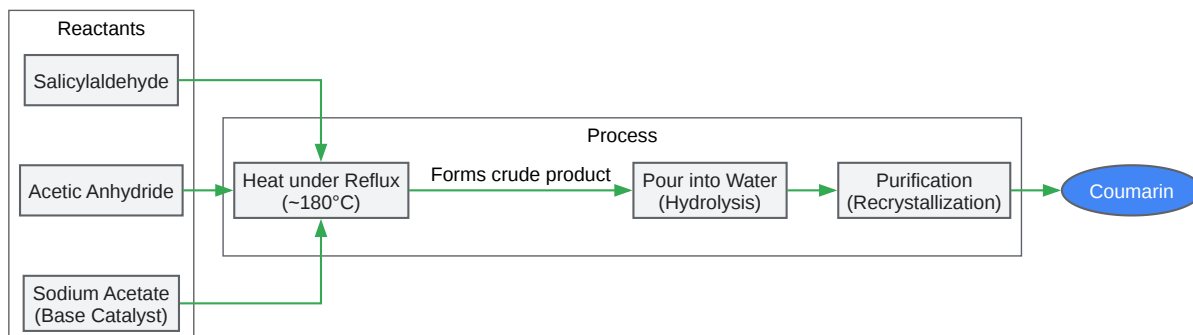 Reactants
Salicylaldehyde
Acetic Anhydride
Sodium Acetate
(Base Catalyst)
Process
Heat under Reflux
(~180°C)
Forms crude product
Pour into Water
(Hydrolysis)
Purification
(Recrystallization)
Coumarin